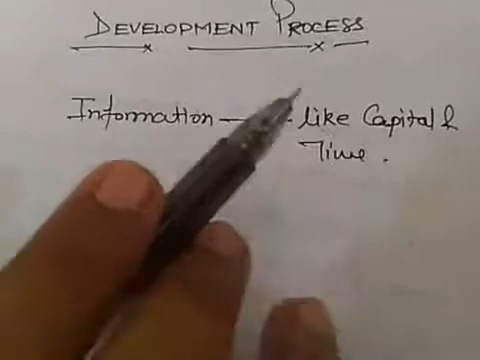 DEVELOPMENT PROCESS
Information — like Capital &
Time.